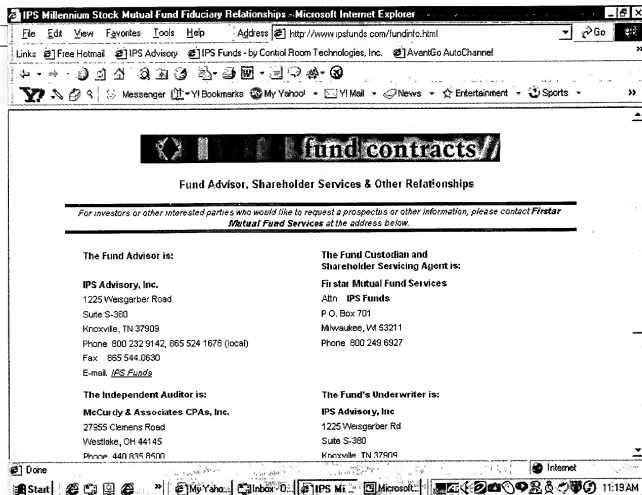 IPS Millennium Stock Mutual Fund Fiduciary Relationships - Microsoft Internet Explorer
File Edit View Favorites Tools Help Address http://www.ipsfunds.com/fundinfo.html Go
Links Free Hotmail IPS Advisory IPS Funds - by Control Room Technologies, Inc. AvantGo AutoChannel
Y! Messenger Y! Bookmarks My Yahoo! Y! Mail News Entertainment Sports »
fund contracts //
Fund Advisor, Shareholder Services & Other Relationships
For investors or other interested parties who would like to request a prospectus or other information, please contact Firstar
Mutual Fund Services at the address below.
The Fund Advisor is:
IPS Advisory, Inc.
1225 Weisgarber Road
Suite S-380
Knoxville, TN 37909
Phone 800 232 9142, 865 524 1676 (local)
Fax 865 544.0630
E-mail. IPS Funds
The Fund Custodian and
Shareholder Servicing Agent is:
Firstar Mutual Fund Services
Attn IPS Funds
P O. Box 701
Milwaukee, WI 53211
Phone 800 249 6927
The Independent Auditor is:
McCurdy & Associates CPAs, Inc.
27955 Clemens Road
Westlake, OH 44145
Phone 440.835.8500
The Fund's Underwriter is:
IPS Advisory, Inc
1225 Weisgarber Rd
Suite S-380
Knoxville, TN 37909
Done Internet
Start » My Yaho... Inbox - O... IPS Mi... Microsoft... 11:19 AM